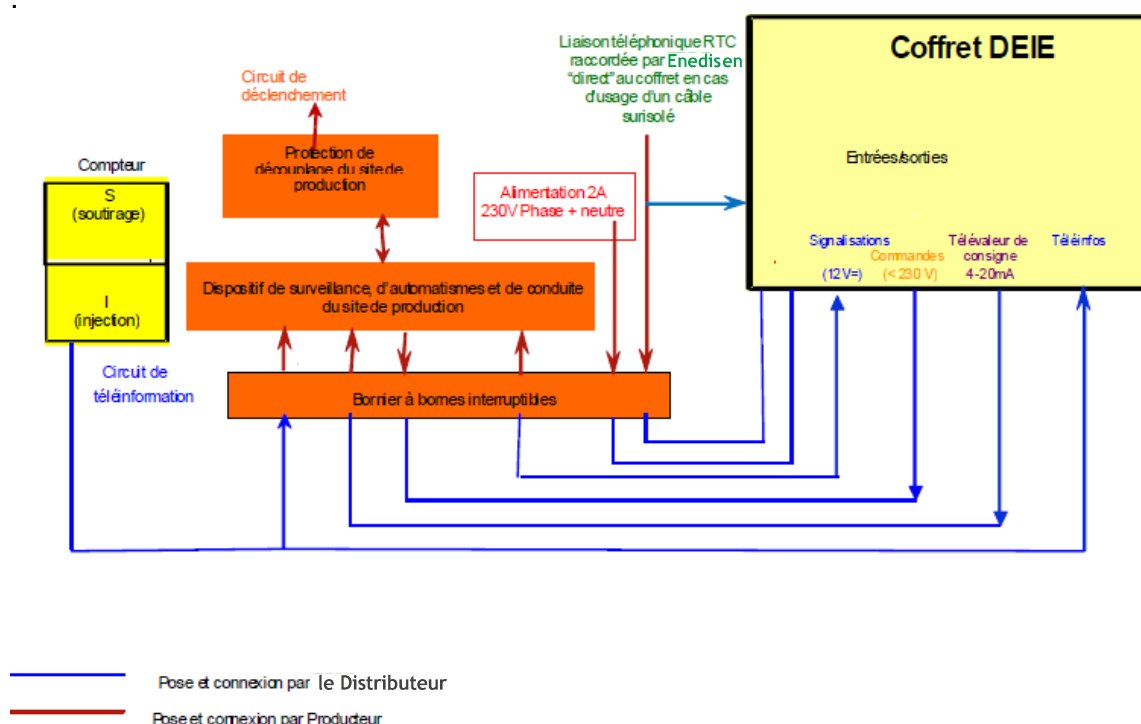 Coffret DEIE
Liaison téléphonique RTC
raccordée par Enedisen
"direct" au coffret en cas
d'usage d'un câble
surisolé
Circuit de
déclenchement
Protection de
découplage du site de
production
Entrées/sorties
Compteur
S
(soutirage)
Alimentation 2A
230V Phase + neutre
Signalisations
(12V=)
Commandes
(< 230 V)
Télévaleur de
consigne
4-20mA
Téléinfos
Dispositif de surveillance, d'automatismes et de conduite
du site de production
I
(injection)
Circuit de
téléinformation
Bornier à bornes interruptibles
Pose et connexion par le Distributeur
Pose et connexion par Producteur